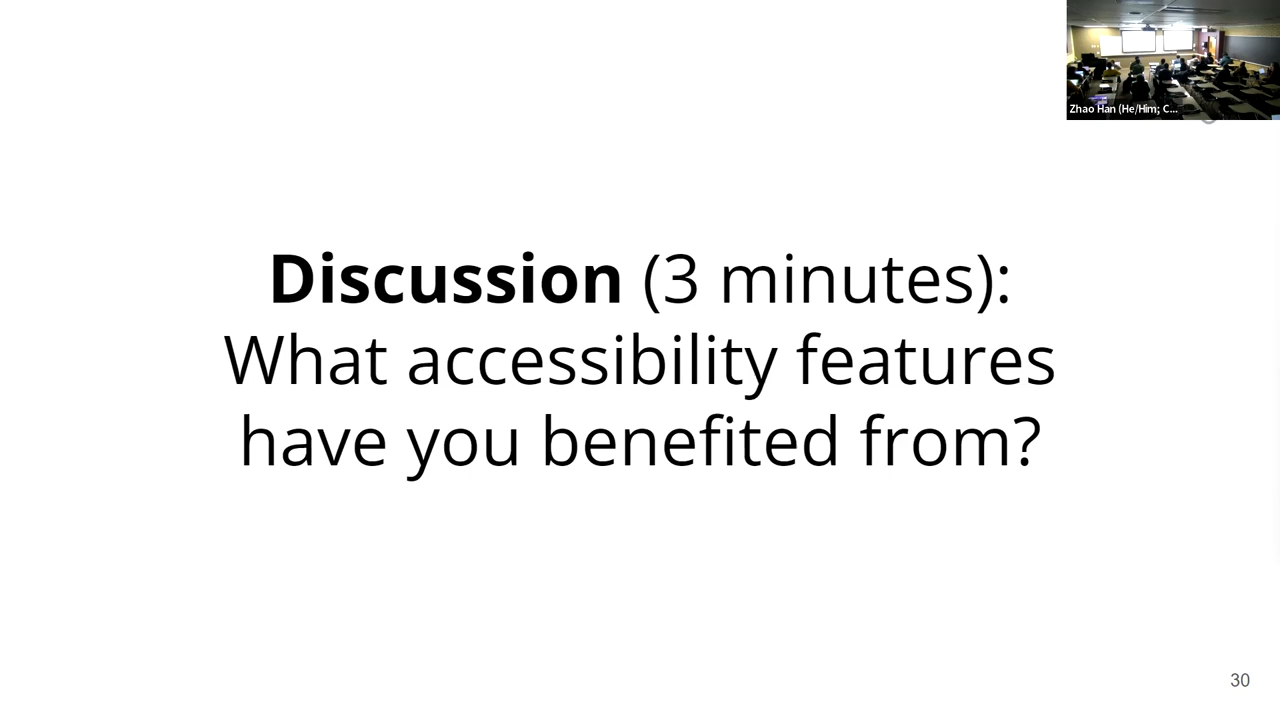 Zhao Han (He/Him; C...
Discussion (3 minutes):
What accessibility features
have you benefited from?
30